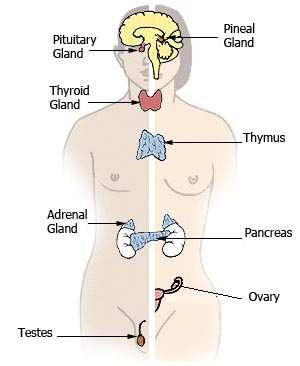 Pineal
Gland
Pituitary
Gland
Thyroid
Gland
Thymus
Adrenal
Gland
Pancreas
Ovary
Testes